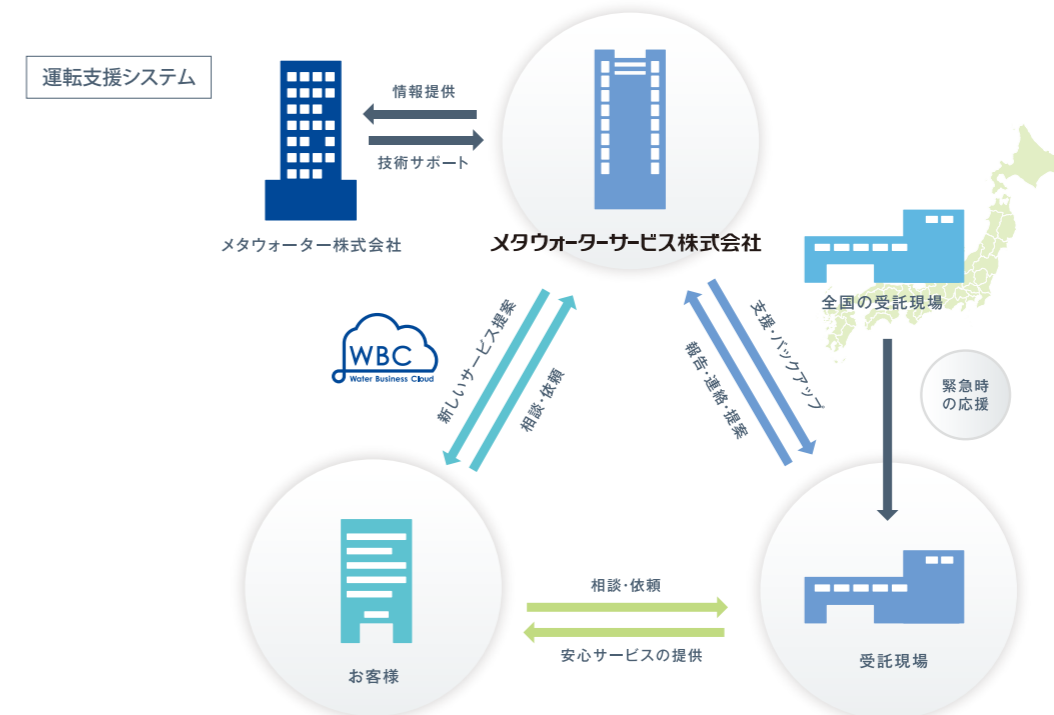 運転支援システム
情報提供
技術サポート
メタウォーター株式会社
メタウォーターサービス株式会社
全国の受託現場
WBC
Water Business Cloud
新しいサービス提案
相談・依頼
支援・バックアップ
報告・連絡・提案
緊急時
の応援
相談・依頼
安心サービスの提供
お客様
受託現場